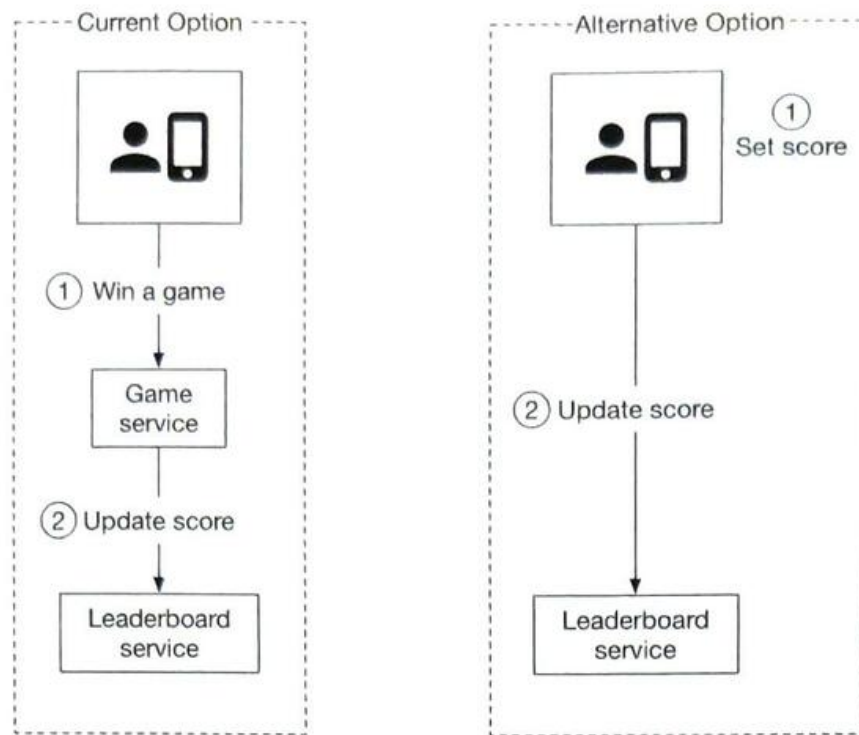 Current Option
1 Win a game
Game
service
2 Update score
Leaderboard
service
Alternative Option
1
Set score
2 Update score
Leaderboard
service